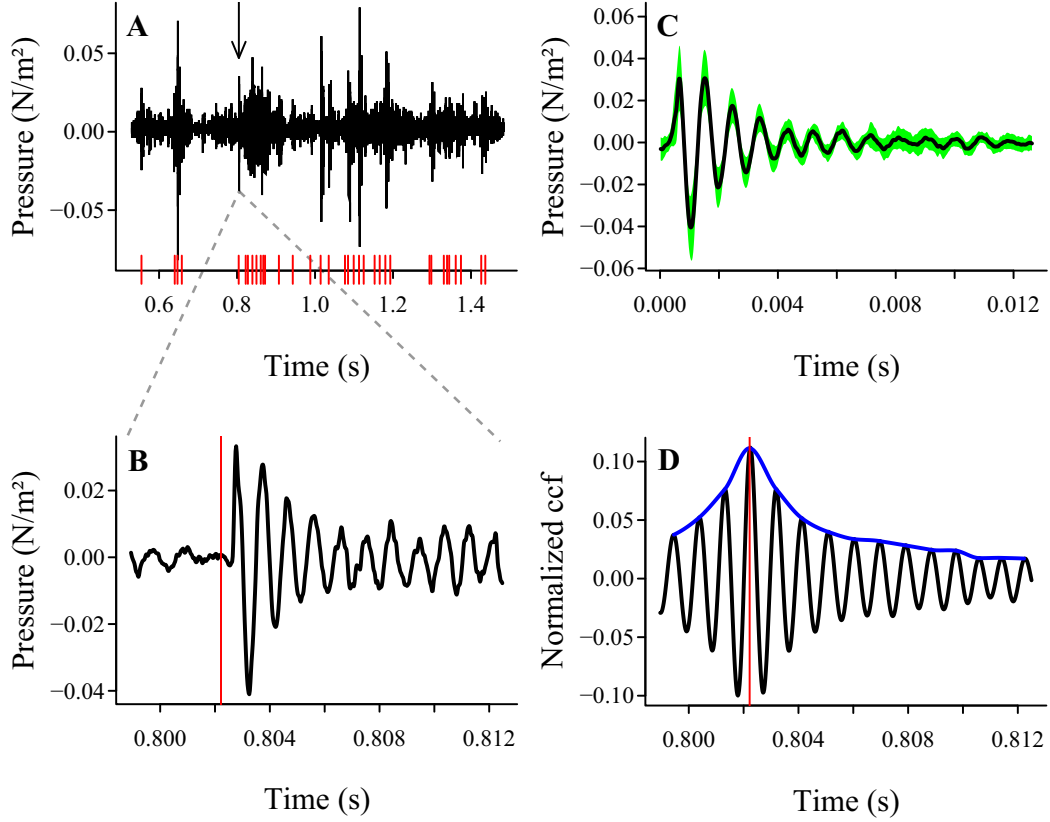 A
Pressure (N/m²)
0.05
0.00
−0.05
0.6 0.8 1.0 1.2 1.4
Time (s)
C
Pressure (N/m²)
0.06
0.04
0.02
0.00
−0.02
−0.04
−0.06
0.000 0.004 0.008 0.012
Time (s)
B
Pressure (N/m²)
0.02
0.00
−0.02
−0.04
0.800 0.804 0.808 0.812
Time (s)
D
Normalized ccf
0.10
0.05
0.00
−0.05
−0.10
0.800 0.804 0.808 0.812
Time (s)